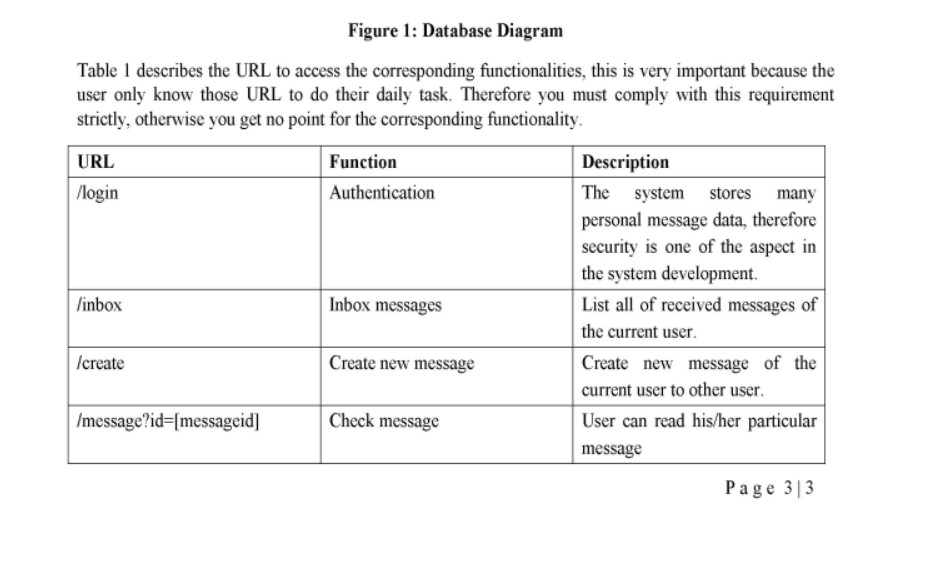 Figure 1: Database Diagram
Table 1 describes the URL to access the corresponding functionalities, this is very important because the
user only know those URL to do their daily task. Therefore you must comply with this requirement
strictly, otherwise you get no point for the corresponding functionality.
URL Function Description
/login Authentication The system stores many
personal message data, therefore
security is one of the aspect in
the system development.
/inbox Inbox messages List all of received messages of
the current user.
/create Create new message Create new message of the
current user to other user.
/message?id=[messageid] Check message User can read his/her particular
message
Page 3|3